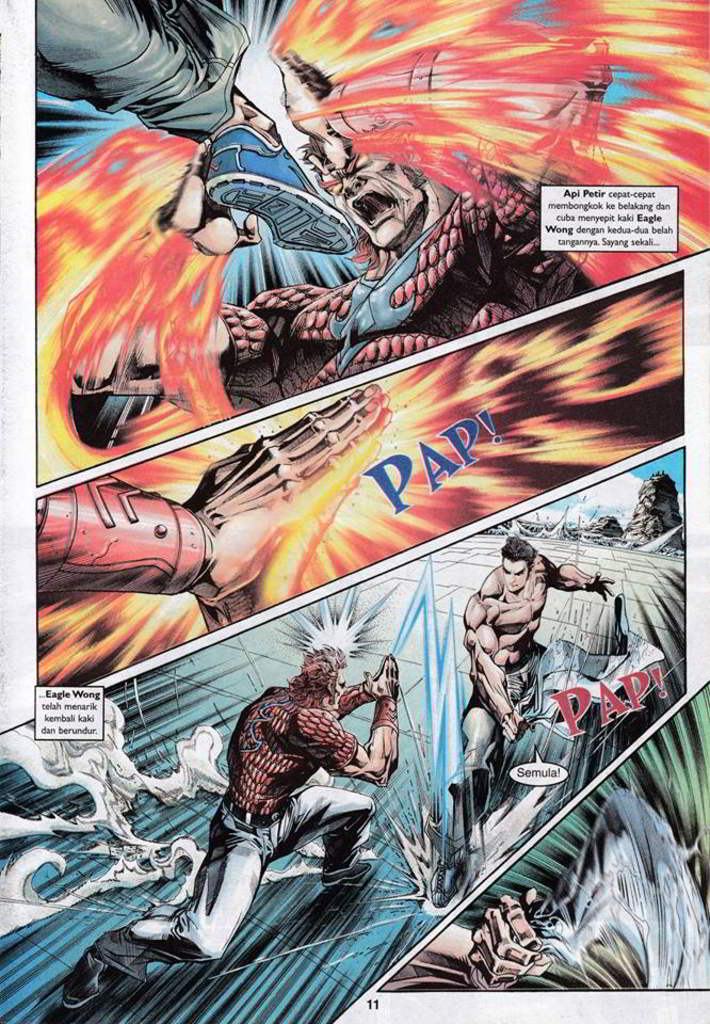 Api Petir cepat-cepat
membongkok ke belakang dan
cuba menyepit kaki Eagle
Wong dengan kedua-dua belah
tangannya. Sayang sekali...
PAP!
...Eagle Wong
telah menarik
kembali kaki
dan berundur.
PAP!
Semula!
11